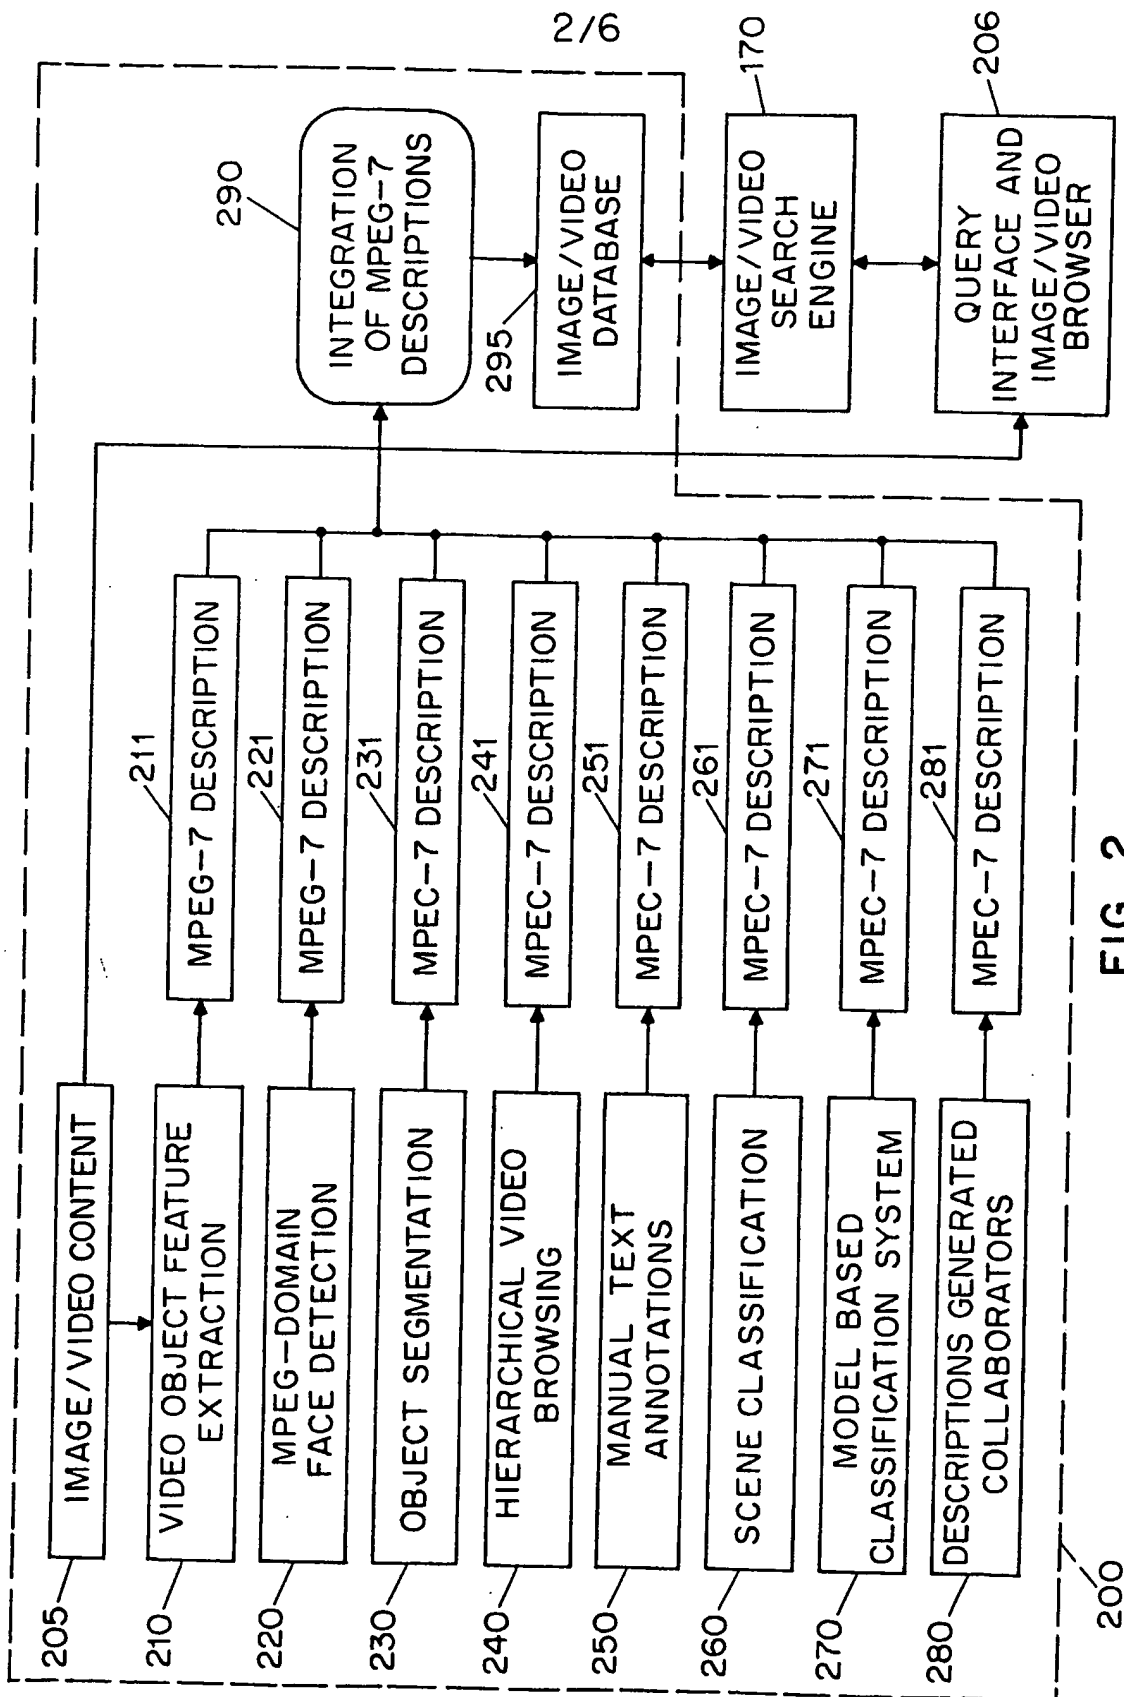 2/6
205
IMAGE/VIDEO CONTENT
210
VIDEO OBJECT FEATURE
EXTRACTION
211
MPEG-7 DESCRIPTION
220
MPEG-DOMAIN
FACE DETECTION
221
MPEG-7 DESCRIPTION
230
OBJECT SEGMENTATION
231
MPEC-7 DESCRIPTION
240
HIERARCHICAL VIDEO
BROWSING
241
MPEC-7 DESCRIPTION
250
MANUAL TEXT
ANNOTATIONS
251
MPEC-7 DESCRIPTION
260
SCENE CLASSIFICATION
261
MPEC-7 DESCRIPTION
270
MODEL BASED
CLASSIFICATION SYSTEM
271
MPEC-7 DESCRIPTION
280
DESCRIPTIONS GENERATED
COLLABORATORS
281
MPEC-7 DESCRIPTION
290
INTEGRATION
OF MPEG-7
DESCRIPTIONS
295
IMAGE/VIDEO
DATABASE
170
IMAGE/VIDEO
SEARCH
ENGINE
206
QUERY
INTERFACE AND
IMAGE/VIDEO
BROWSER
200
FIG. 2